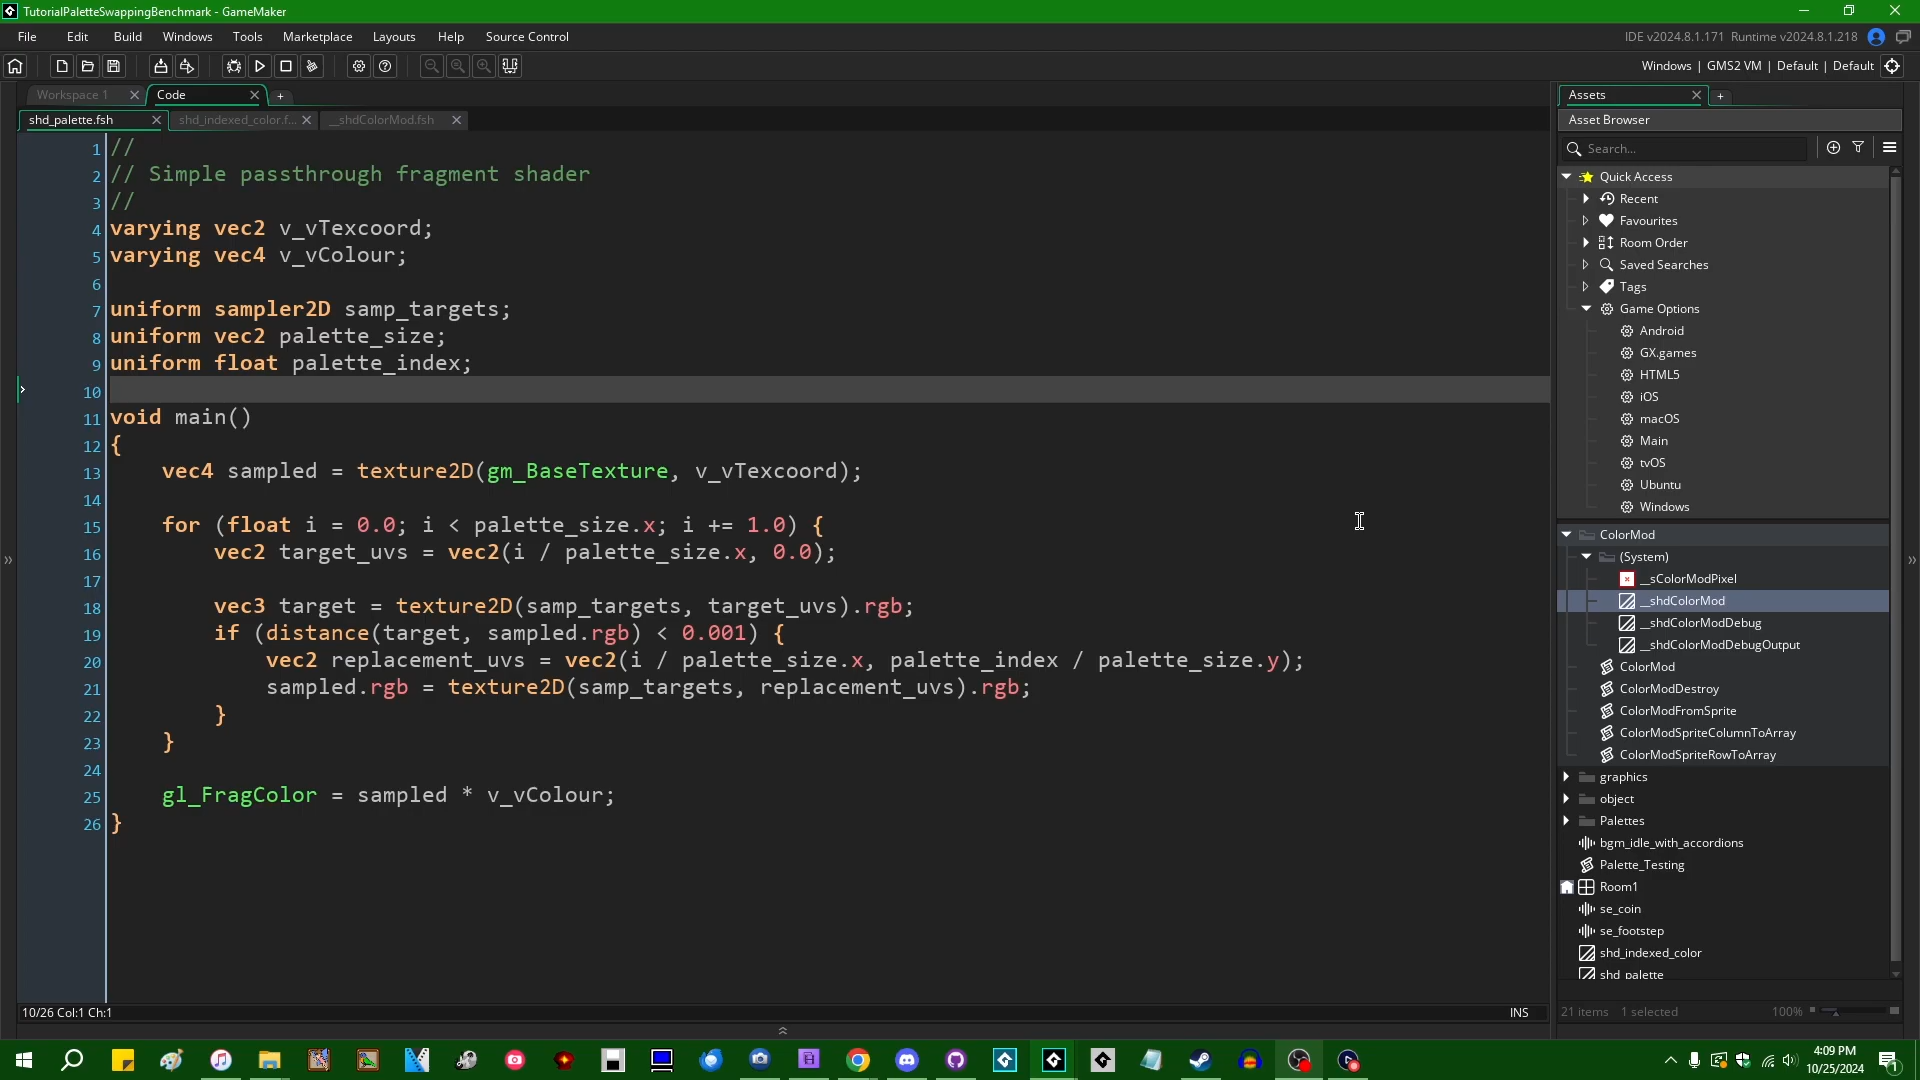 TutorialPaletteSwappingBenchmark - GameMaker
File Edit Build Windows Tools Marketplace Layouts Help Source Control
IDE v2024.8.1.171 Runtime v2024.8.1.218
Windows | GMS2 VM | Default | Default
Workspace 1
Code
shd_palette.fsh
shd_indexed_color.f...
__shdColorMod.fsh
1 //
2 // Simple passthrough fragment shader
3 //
4 varying vec2 v_vTexcoord;
5 varying vec4 v_vColour;
6
7 uniform sampler2D samp_targets;
8 uniform vec2 palette_size;
9 uniform float palette_index;
10
11 void main()
12 {
13 vec4 sampled = texture2D(gm_BaseTexture, v_vTexcoord);
14
15 for (float i = 0.0; i < palette_size.x; i += 1.0) {
16 vec2 target_uvs = vec2(i / palette_size.x, 0.0);
17
18 vec3 target = texture2D(samp_targets, target_uvs).rgb;
19 if (distance(target, sampled.rgb) < 0.001) {
20 vec2 replacement_uvs = vec2(i / palette_size.x, palette_index / palette_size.y);
21 sampled.rgb = texture2D(samp_targets, replacement_uvs).rgb;
22 }
23 }
24
25 gl_FragColor = sampled * v_vColour;
26 }
10/26 Col:1 Ch:1
INS
Assets
Asset Browser
Search...
Quick Access
Recent
Favourites
Room Order
Saved Searches
Tags
Game Options
Android
GX.games
HTML5
iOS
macOS
Main
tvOS
Ubuntu
Windows
ColorMod
(System)
__sColorModPixel
__shdColorMod
__shdColorModDebug
__shdColorModDebugOutput
ColorMod
ColorModDestroy
ColorModFromSprite
ColorModSpriteColumnToArray
ColorModSpriteRowToArray
graphics
object
Palettes
bgm_idle_with_accordions
Palette_Testing
Room1
se_coin
se_footstep
shd_indexed_color
shd_palette
21 items 1 selected
100%
4:09 PM
10/25/2024
1